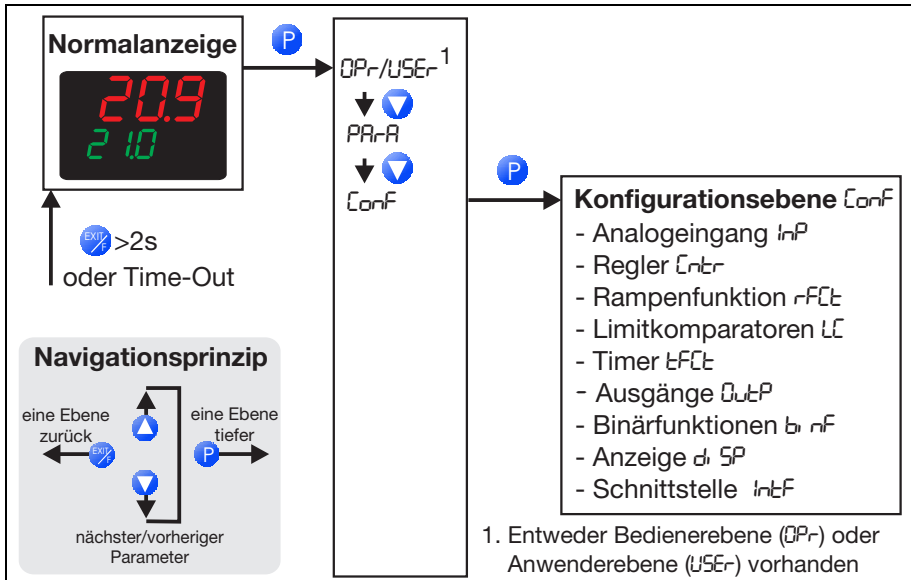 Normalanzeige
P
20.9
21.0
EXIT/F >2s
oder Time-Out
OPr/USEr1
PArA
ConF
P
Konfigurationsebene ConF
- Analogeingang InP
- Regler Cntr
- Rampenfunktion rFCt
- Limitkomparatoren LC
- Timer tFCt
- Ausgänge OutP
- Binärfunktionen binF
- Anzeige diSP
- Schnittstelle IntF
Navigationsprinzip
eine Ebene
zurück
EXIT/F
eine Ebene
tiefer
P
nächster/vorheriger
Parameter
1. Entweder Bedienerebene (OPr) oder
Anwenderebene (USEr) vorhanden